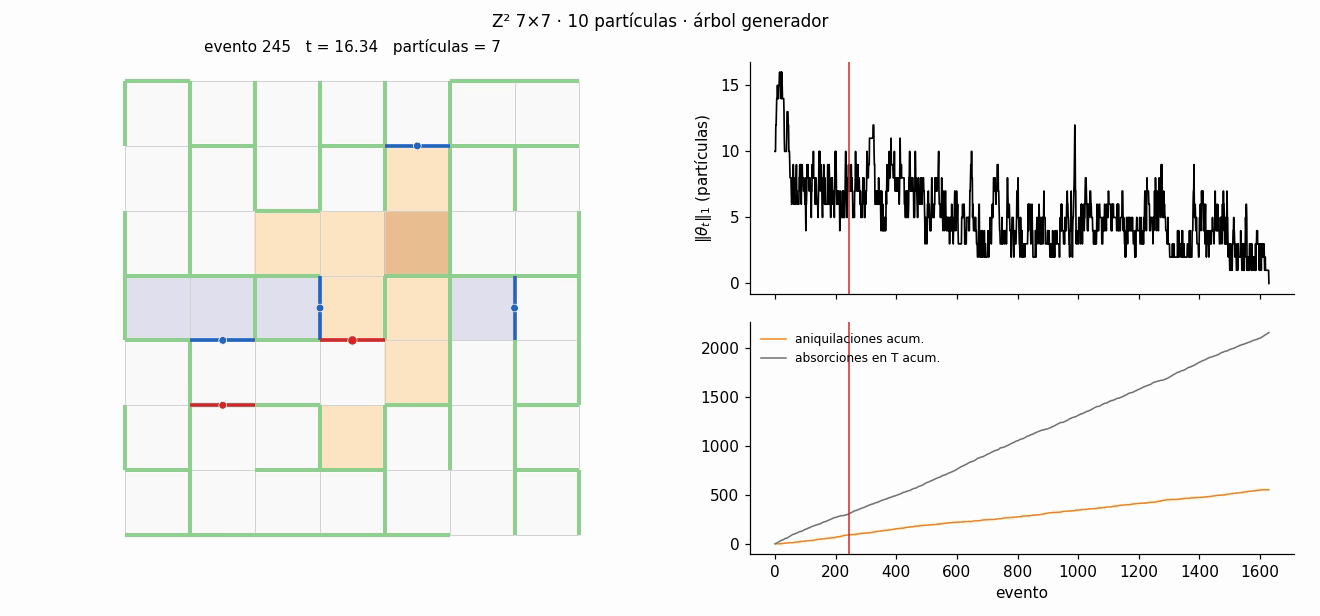 Z² 7×7 · 10 partículas · árbol generador
evento 245   t = 16.34   partículas = 7
‖θₜ‖₁ (partículas)
15
10
5
0
aniquilaciones acum.
absorciones en T acum.
2000
1500
1000
500
0
0 200 400 600 800 1000 1200 1400 1600
evento